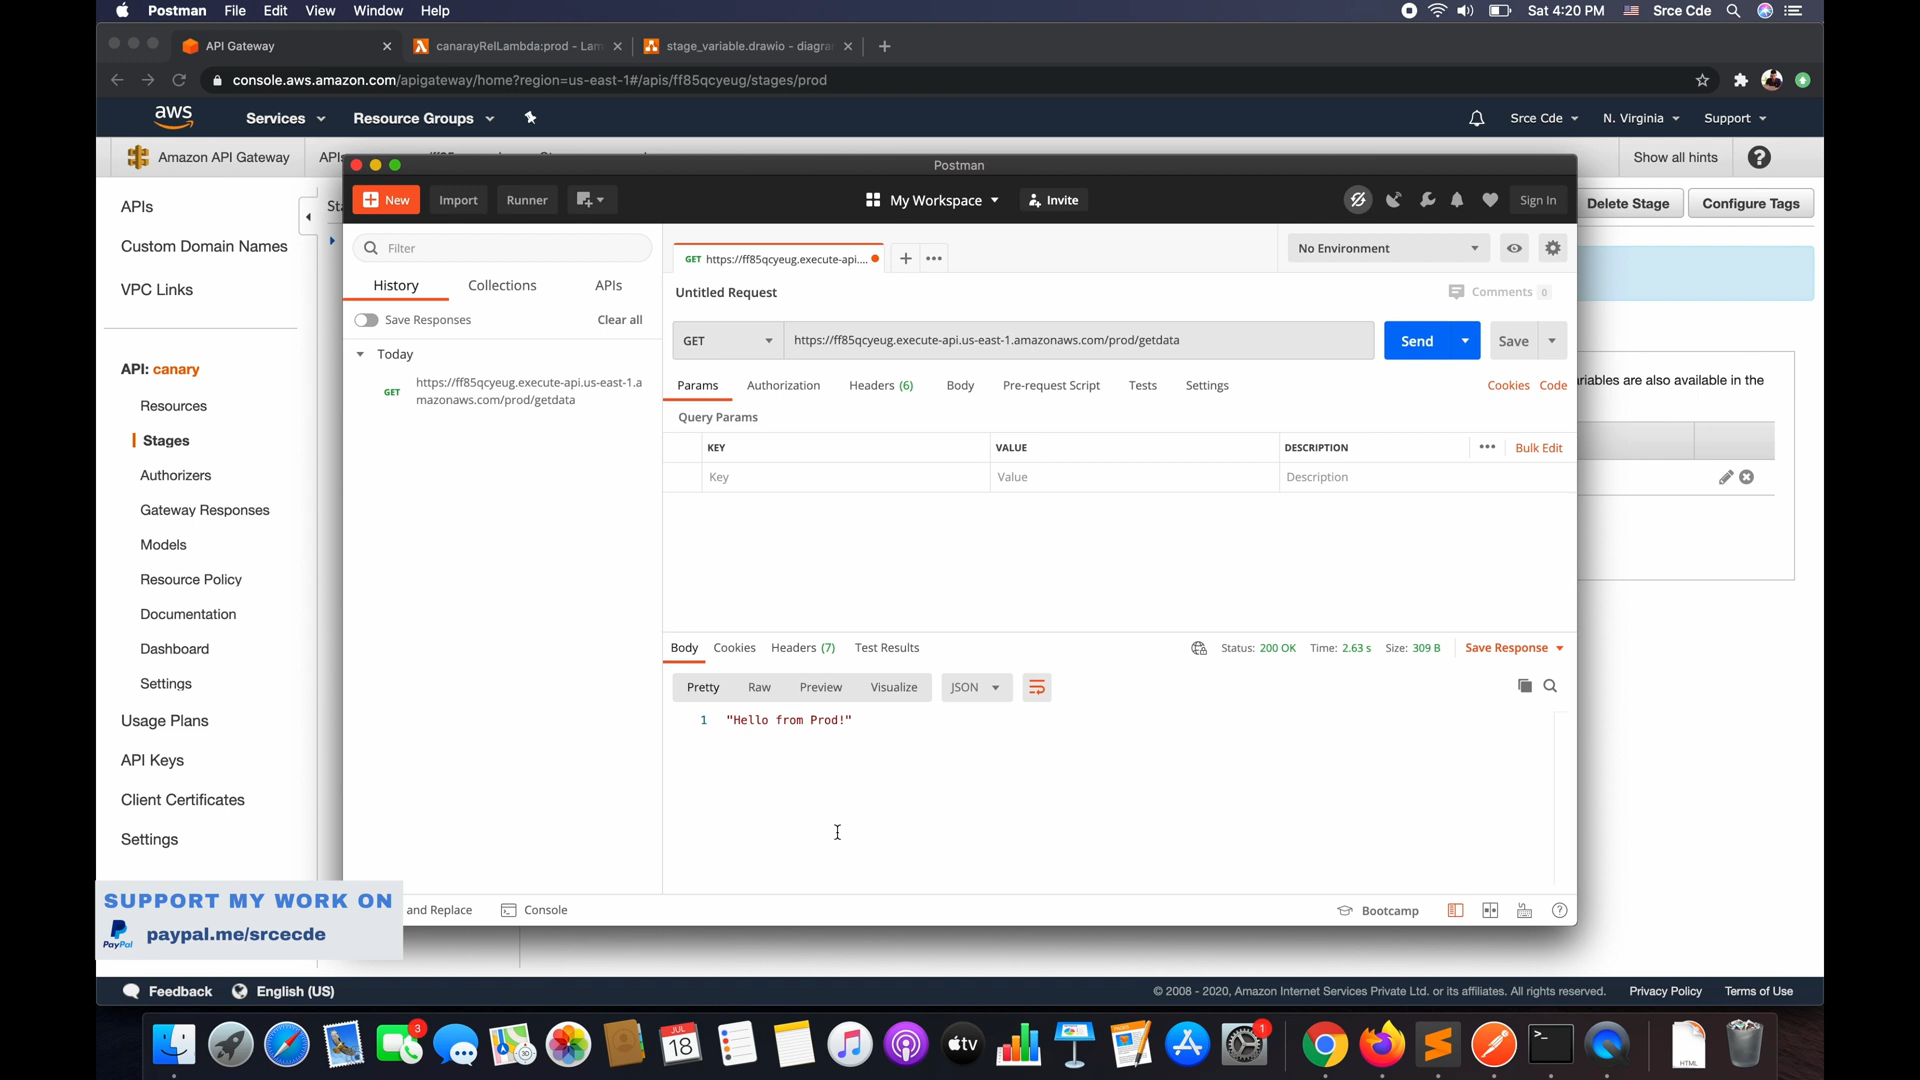 Postman File Edit View Window Help
Sat 4:20 PM Srce Cde
API Gateway
canarayRelLambda:prod - Lam
stage_variable.drawio - diagra
console.aws.amazon.com/apigateway/home?region=us-east-1#/apis/ff85qcyeug/stages/prod
aws Services Resource Groups Srce Cde N. Virginia Support
Amazon API Gateway APIs Show all hints
Postman
New Import Runner My Workspace Invite Sign In
Delete Stage Configure Tags
APIs
Custom Domain Names
VPC Links
API: canary
Resources
Stages
Authorizers
Gateway Responses
Models
Resource Policy
Documentation
Dashboard
Settings
Usage Plans
API Keys
Client Certificates
Settings
Sta
Filter
History Collections APIs
Save Responses Clear all
Today
GET https://ff85qcyeug.execute-api.us-east-1.a
mazonaws.com/prod/getdata
GET https://ff85qcyeug.execute-api....
No Environment
Untitled Request
Comments 0
GET https://ff85qcyeug.execute-api.us-east-1.amazonaws.com/prod/getdata Send Save
Params Authorization Headers (6) Body Pre-request Script Tests Settings Cookies Code
Query Params
KEY VALUE DESCRIPTION Bulk Edit
Key Value Description
ariables are also available in the
Body Cookies Headers (7) Test Results Status: 200 OK Time: 2.63 s Size: 309 B Save Response
Pretty Raw Preview Visualize JSON
1 "Hello from Prod!"
and Replace Console Bootcamp
SUPPORT MY WORK ON
PayPal paypal.me/srcecde
Feedback English (US) © 2008 - 2020, Amazon Internet Services Private Ltd. or its affiliates. All rights reserved. Privacy Policy Terms of Use
3
JUL
18
3D
tv
1
HTML